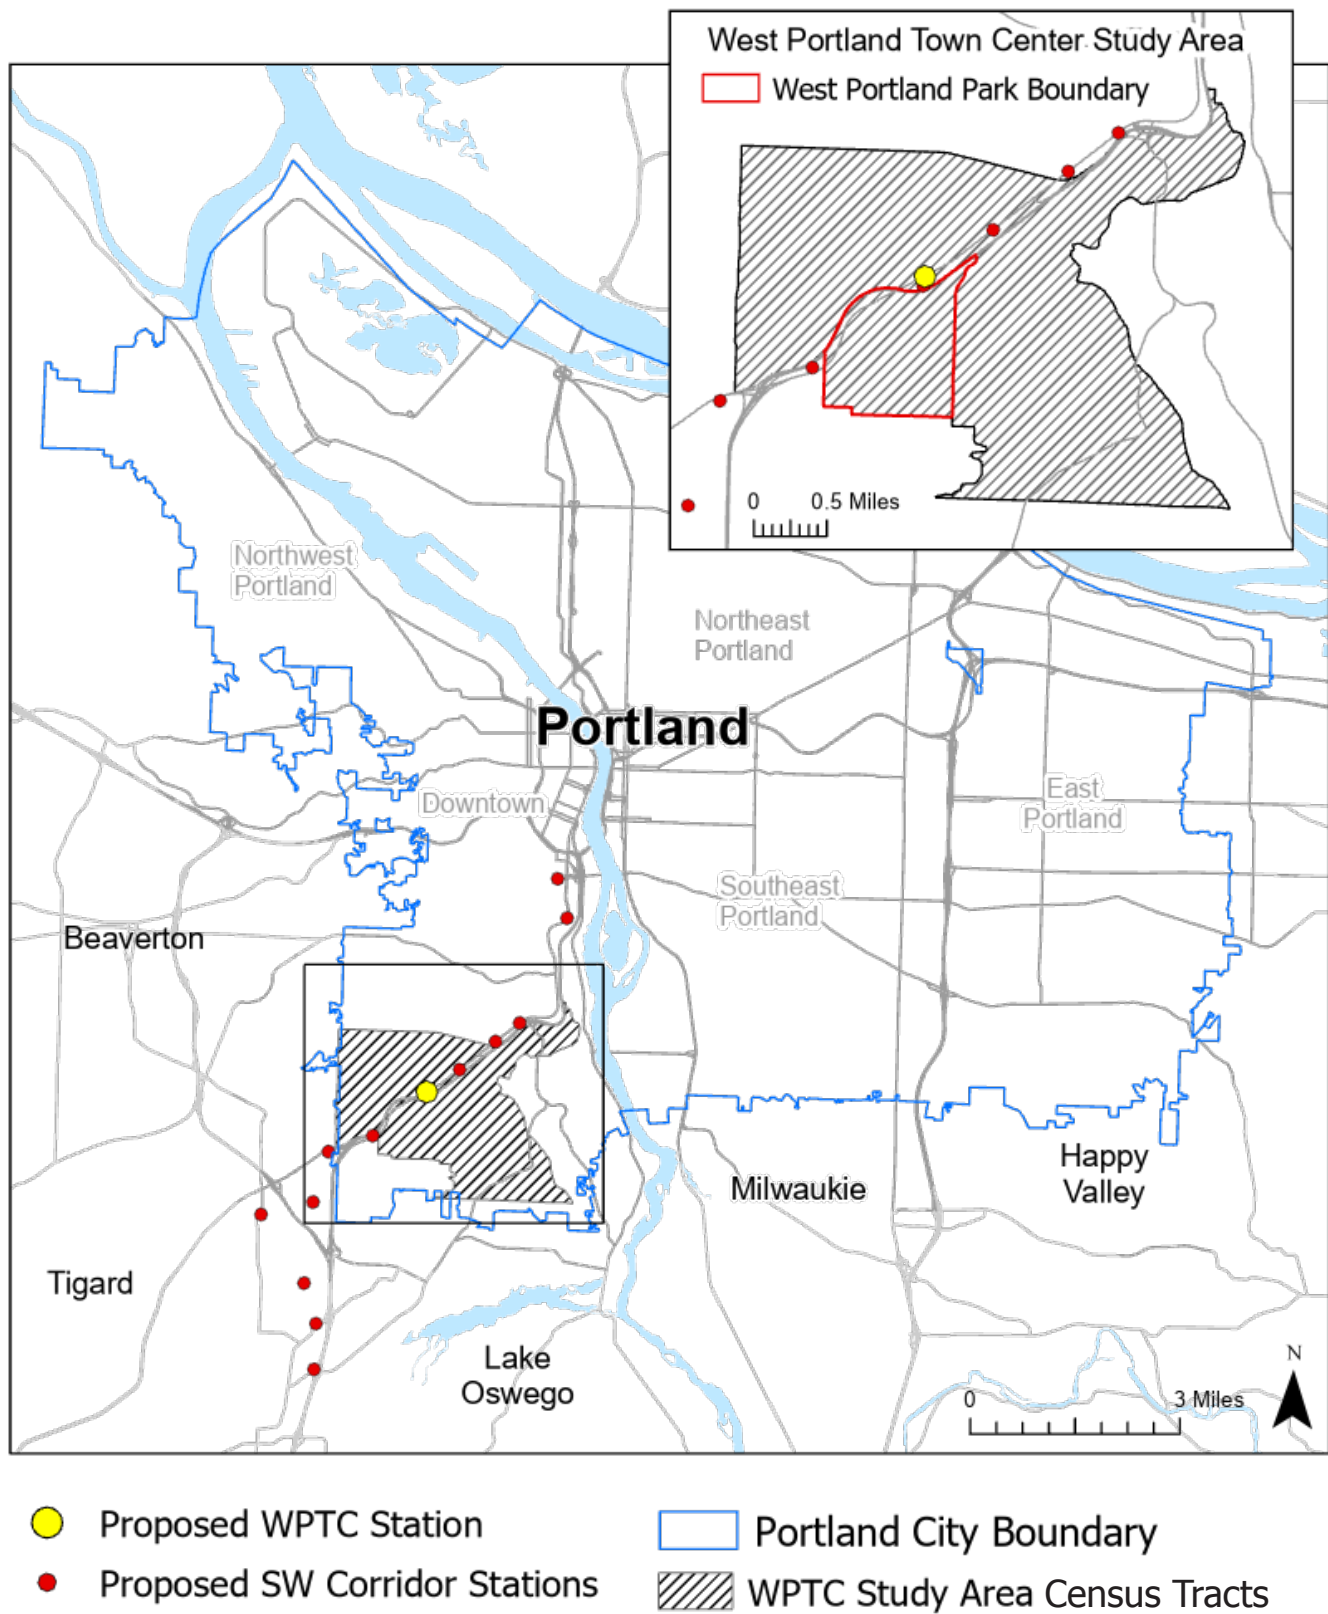 West Portland Town Center Study Area
West Portland Park Boundary
0 0.5 Miles
Northwest
Portland
Northeast
Portland
Portland
Downtown
East
Portland
Southeast
Portland
Beaverton
Happy
Valley
Milwaukie
Tigard
Lake
Oswego
N
0 3 Miles
Proposed WPTC Station
Portland City Boundary
Proposed SW Corridor Stations
WPTC Study Area Census Tracts